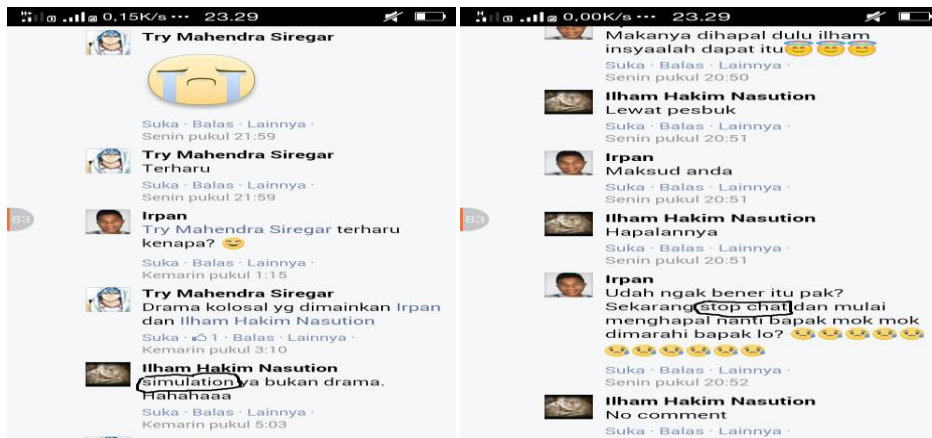 0,15K/s ··· 23.29
Try Mahendra Siregar
Suka · Balas · Lainnya ·
Senin pukul 21:59
Try Mahendra Siregar
Terharu
Suka · Balas · Lainnya ·
Senin pukul 21:59
B3
Irpan
Try Mahendra Siregar terharu
kenapa?
Suka · Balas · Lainnya ·
Kemarin pukul 1:15
Try Mahendra Siregar
Drama kolosal yg dimainkan Irpan
dan Ilham Hakim Nasution
Suka · 1 · Balas · Lainnya ·
Kemarin pukul 3:10
Ilham Hakim Nasution
simulation ya bukan drama.
Hahahaaa
Suka · Balas · Lainnya ·
Kemarin pukul 5:03
0,00K/s ··· 23.29
Makanya dihapal dulu ilham
insyaalah dapat itu
Suka · Balas · Lainnya ·
Senin pukul 20:50
Ilham Hakim Nasution
Lewat pesbuk
Suka · Balas · Lainnya ·
Senin pukul 20:51
Irpan
Maksud anda
Suka · Balas · Lainnya ·
Senin pukul 20:51
B3
Ilham Hakim Nasution
Hapalannya
Suka · Balas · Lainnya ·
Senin pukul 20:51
Irpan
Udah ngak bener itu pak?
Sekarang stop chat dan mulai
menghapal nanti bapak mok mok
dimarahi bapak lo?
Suka · Balas · Lainnya ·
Senin pukul 20:52
Ilham Hakim Nasution
No comment
Suka · Balas · Lainnya ·